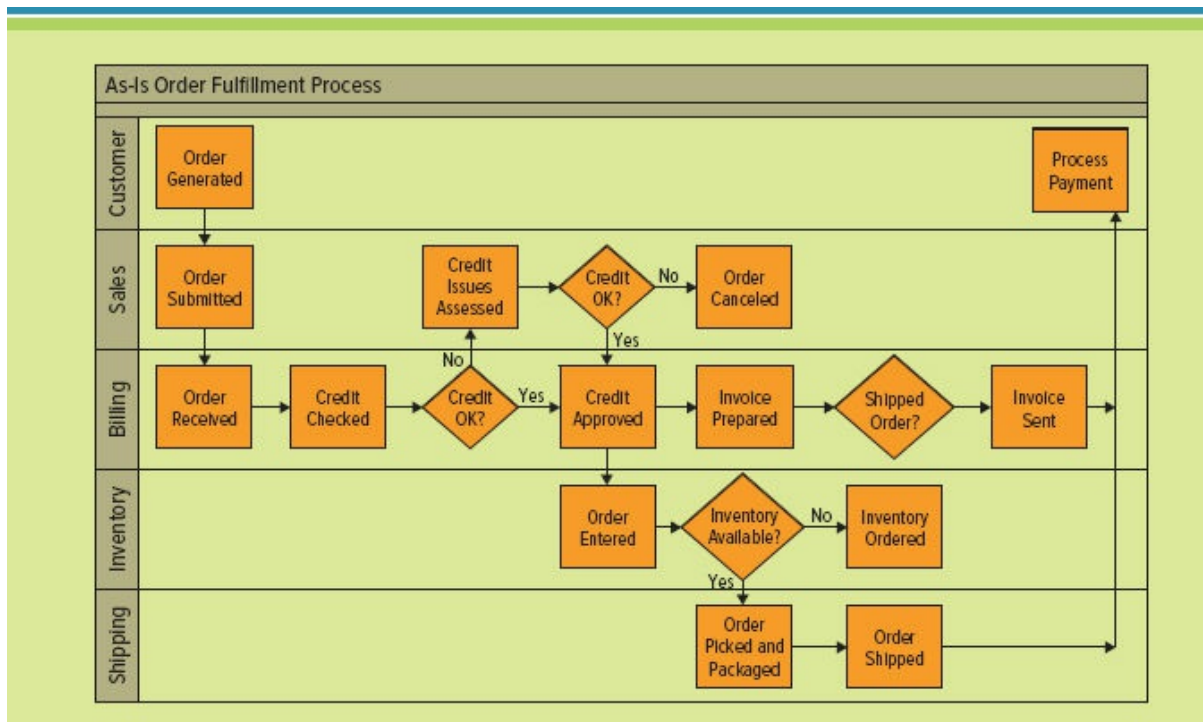 As-Is Order Fulfillment Process
Customer
Order
Generated
Process
Payment
Sales
Order
Submitted
Credit
Issues
Assessed
Credit
OK?
No
Order
Canceled
Yes
Billing
Order
Received
Credit
Checked
No
Credit
OK?
Yes
Credit
Approved
Invoice
Prepared
Shipped
Order?
Invoice
Sent
Inventory
Order
Entered
Inventory
Available?
No
Inventory
Ordered
Yes
Shipping
Order
Picked and
Packaged
Order
Shipped